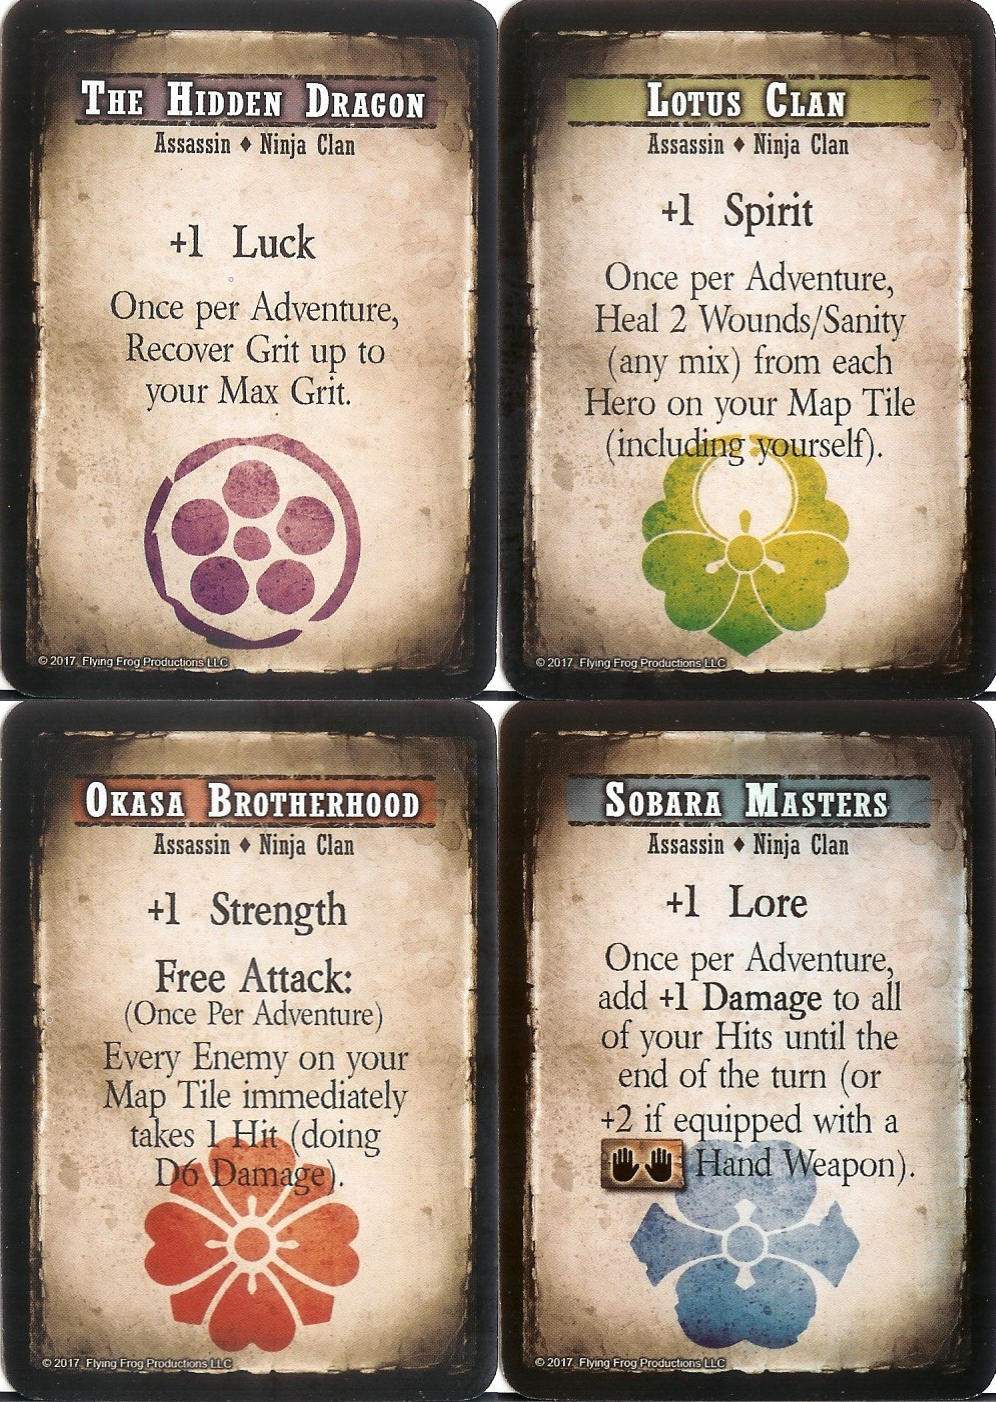 The Hidden Dragon
Assassin ♦ Ninja Clan
+1 Luck
Once per Adventure,
Recover Grit up to
your Max Grit.
© 2017 Flying Frog Productions LLC
Lotus Clan
Assassin ♦ Ninja Clan
+1 Spirit
Once per Adventure,
Heal 2 Wounds/Sanity
(any mix) from each
Hero on your Map Tile
(including yourself).
© 2017 Flying Frog Productions LLC
Okasa Brotherhood
Assassin ♦ Ninja Clan
+1 Strength
Free Attack:
(Once Per Adventure)
Every Enemy on your
Map Tile immediately
takes 1 Hit (doing
D6 Damage).
© 2017 Flying Frog Productions LLC
Sobara Masters
Assassin ♦ Ninja Clan
+1 Lore
Once per Adventure,
add +1 Damage to all
of your Hits until the
end of the turn (or
+2 if equipped with a
Hand Weapon).
© 2017 Flying Frog Productions LLC